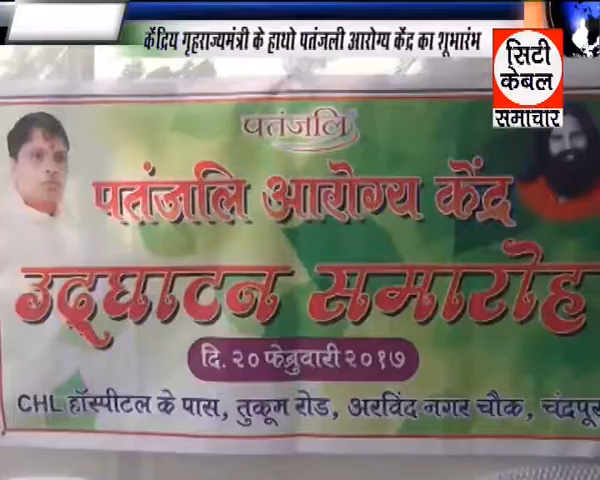 केंद्रिय गृहराज्यमंत्री के हाथो पतंजली आरोग्य केंद्र का शूभारंभ
सिटी
केबल
समाचार
पतंजलि
पतंजलि आरोग्य केंद्र
उद्घाटन समारोह
दि. २० फेब्रुवारी २०१७
CHL हॉस्पीटल के पास, तुकूम रोड, अरविंद नगर चौक, चंद्रपूर